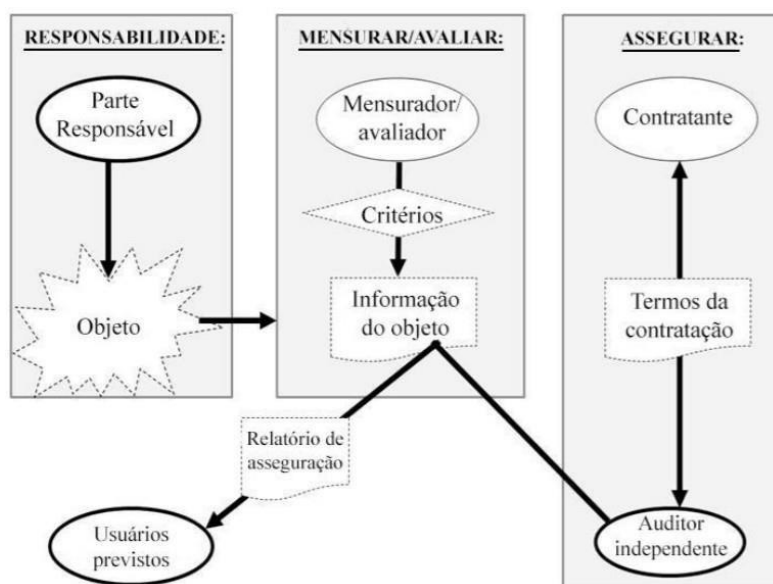 RESPONSABILIDADE:
Parte
Responsável
Objeto
MENSURAR/AVALIAR:
Mensurador/
avaliador
Critérios
Informação
do objeto
ASSEGURAR:
Contratante
Termos da
contratação
Auditor
independente
Relatório de
asseguração
Usuários
previstos